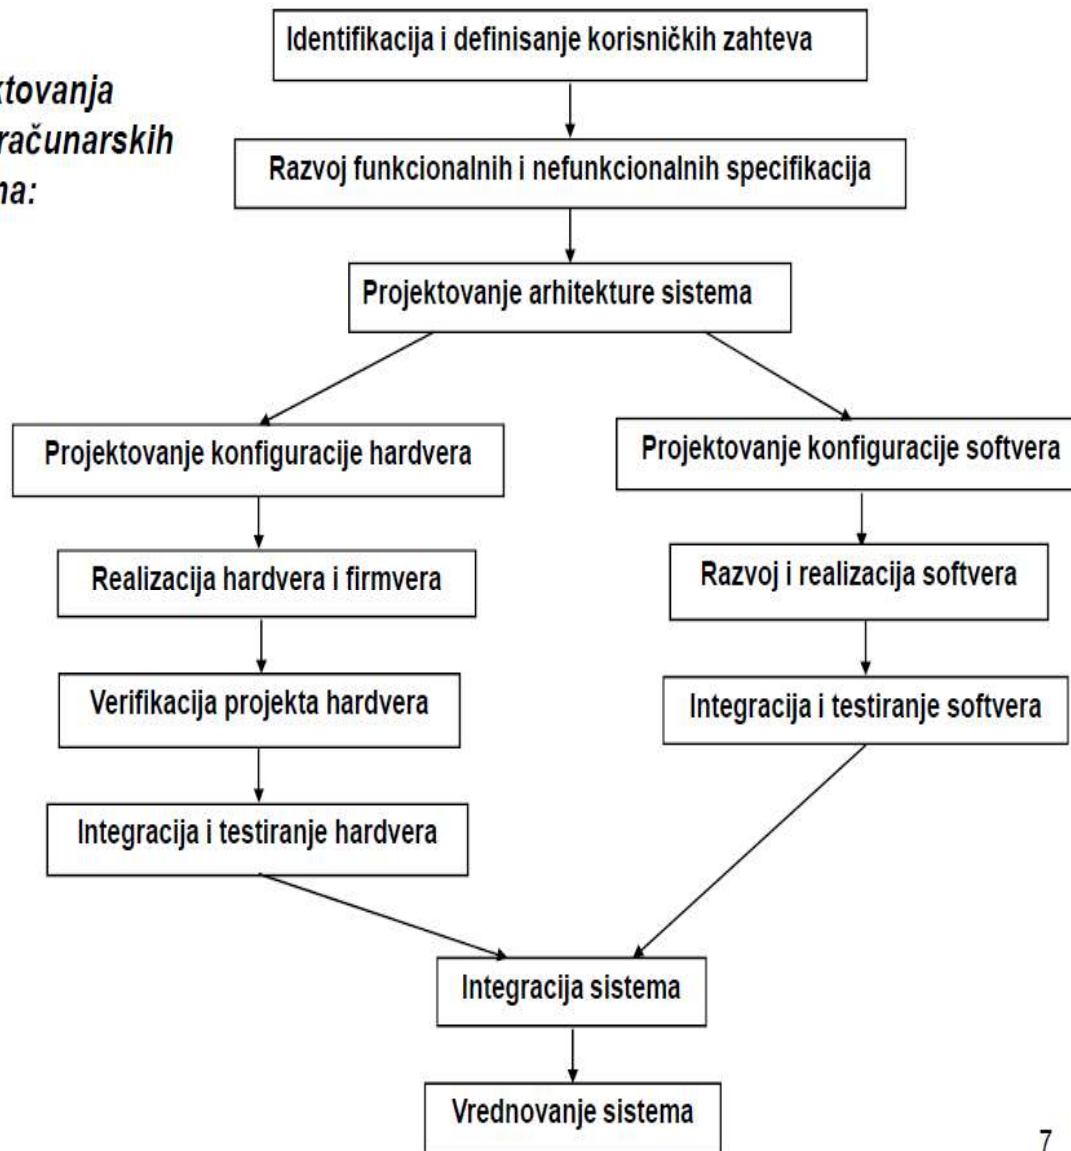 Identifikacija i definisanje korisničkih zahteva
ktovanja
računarskih
na:
Razvoj funkcionalnih i nefunkcionalnih specifikacija
Projektovanje arhitekture sistema
Projektovanje konfiguracije hardvera
Projektovanje konfiguracije softvera
Realizacija hardvera i firmvera
Razvoj i realizacija softvera
Verifikacija projekta hardvera
Integracija i testiranje softvera
Integracija i testiranje hardvera
Integracija sistema
Vrednovanje sistema
7